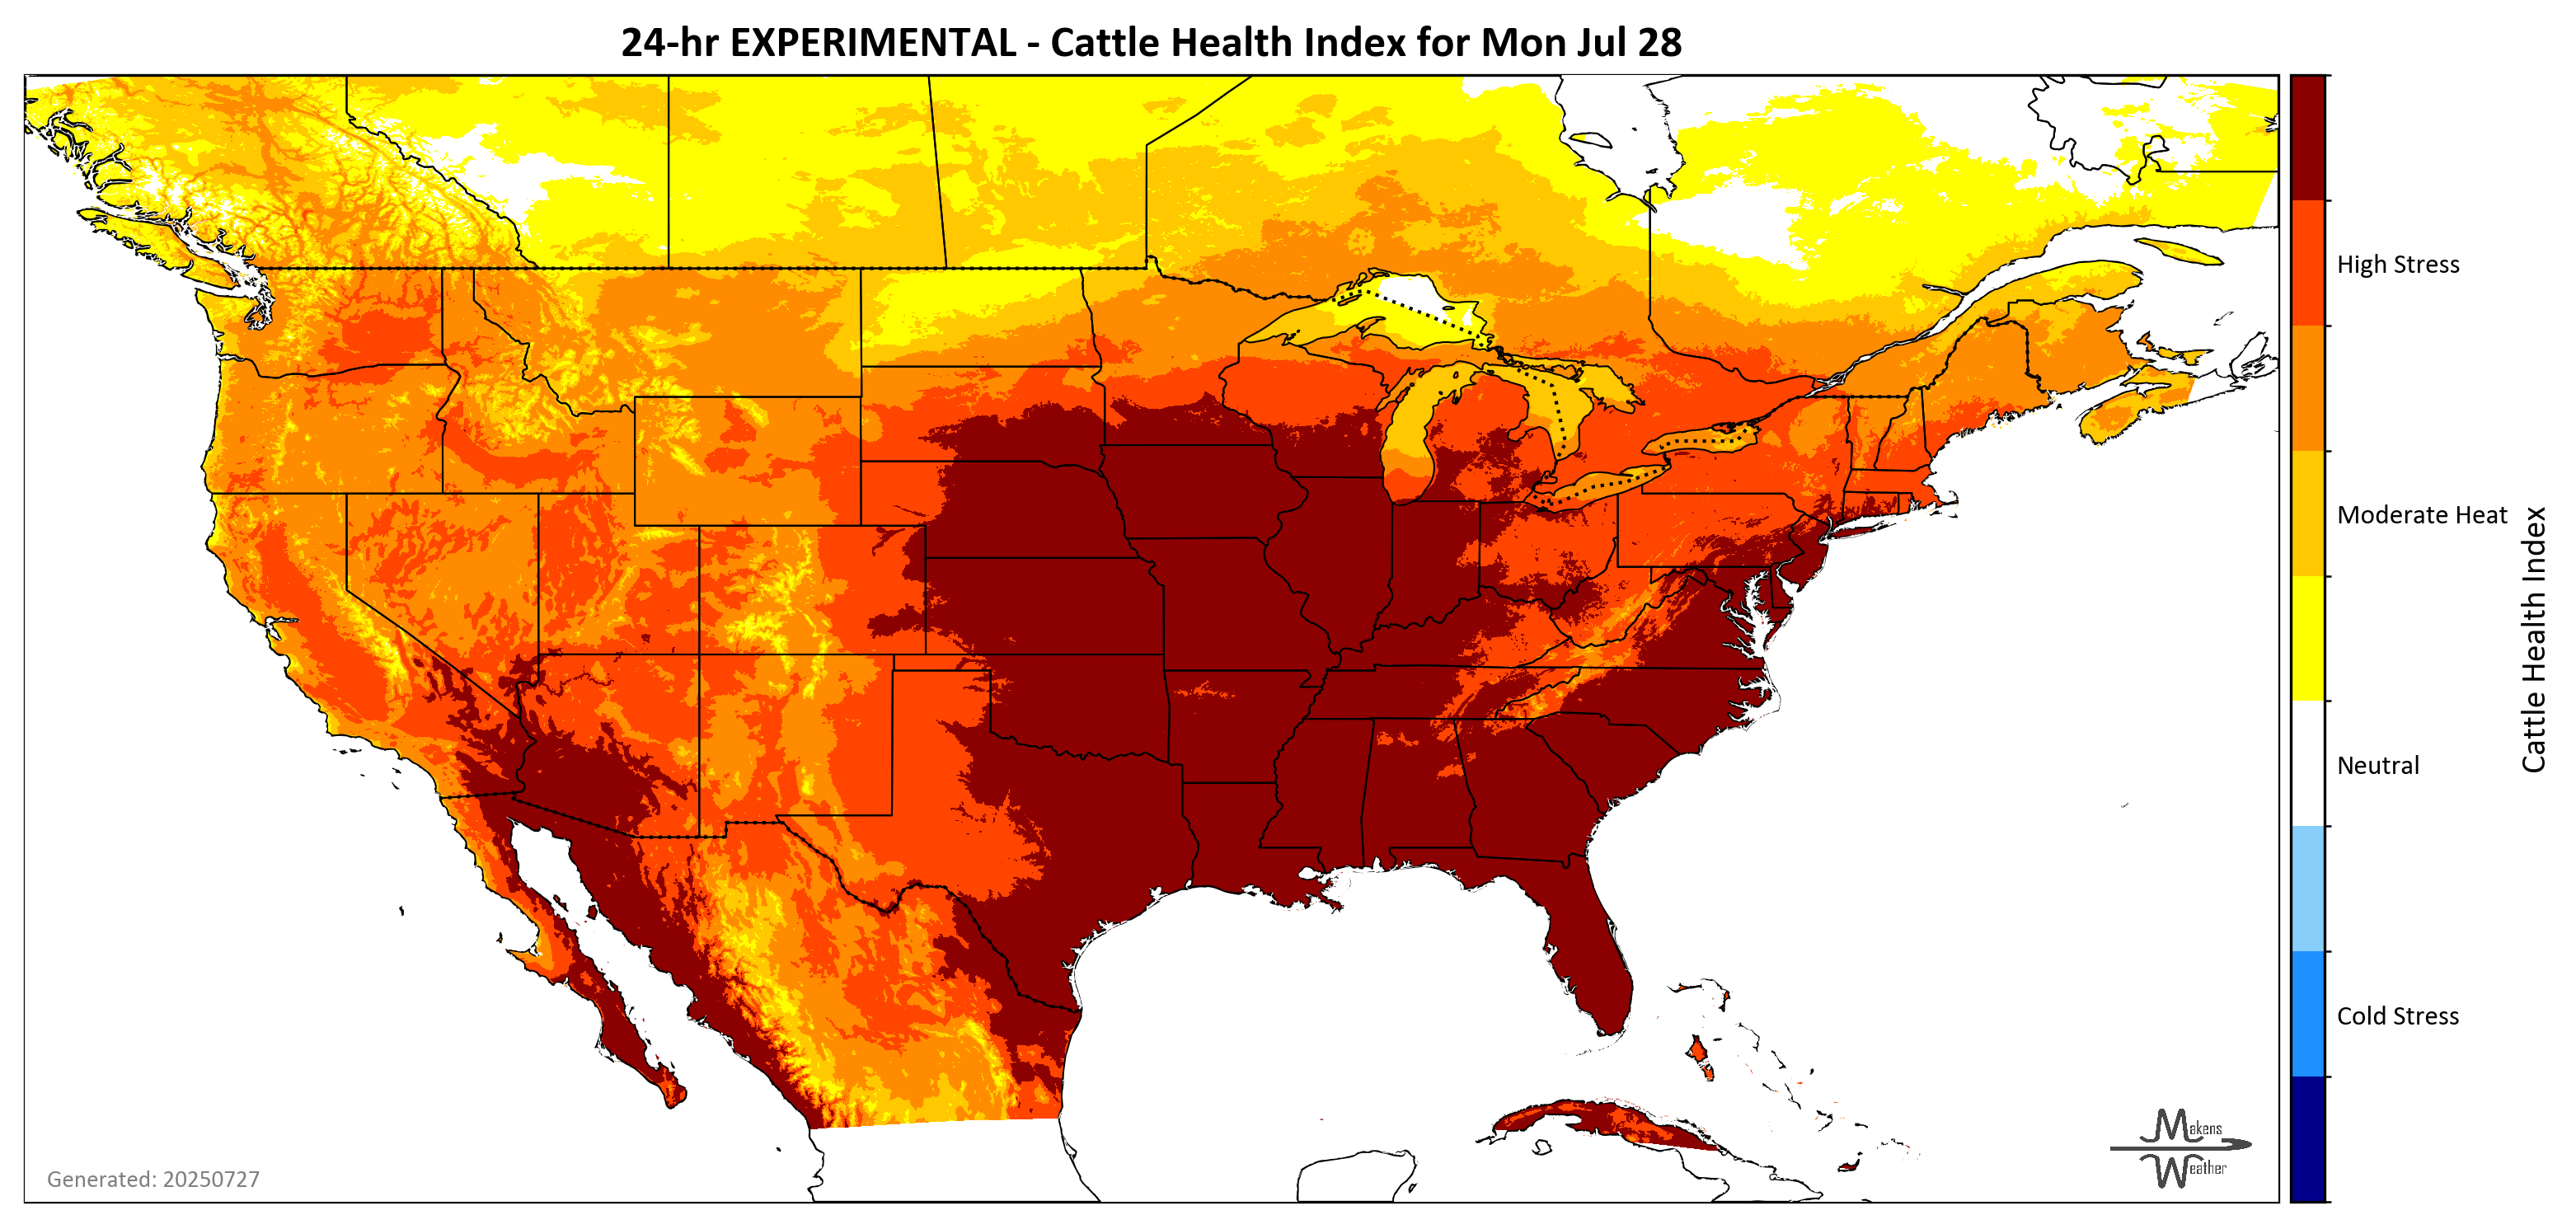 24-hr EXPERIMENTAL - Cattle Health Index for Mon Jul 28
High Stress
Moderate Heat
Neutral
Cold Stress
Cattle Health Index
Generated: 20250727
Makens
Weather